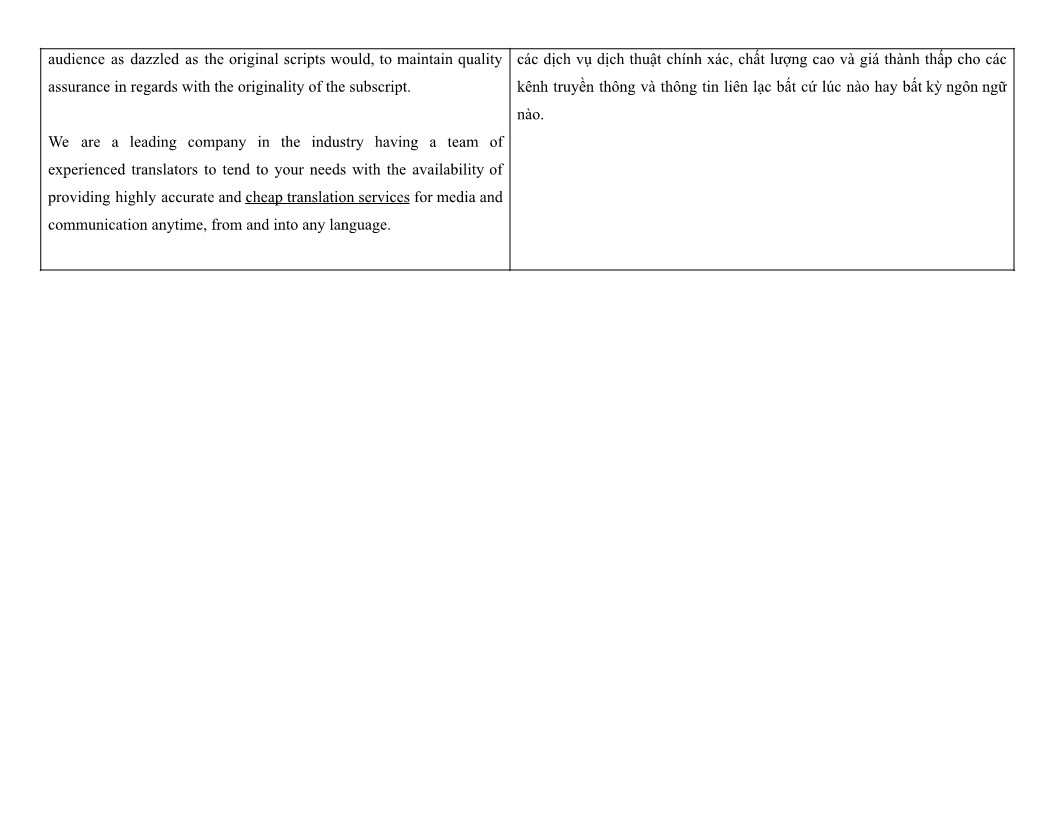 audience as dazzled as the original scripts would, to maintain quality
assurance in regards with the originality of the subscript.
We are a leading company in the industry having a team of
experienced translators to tend to your needs with the availability of
providing highly accurate and cheap translation services for media and
communication anytime, from and into any language.
các dịch vụ dịch thuật chính xác, chất lượng cao và giá thành thấp cho các
kênh truyền thông và thông tin liên lạc bất cứ lúc nào hay bất kỳ ngôn ngữ
nào.